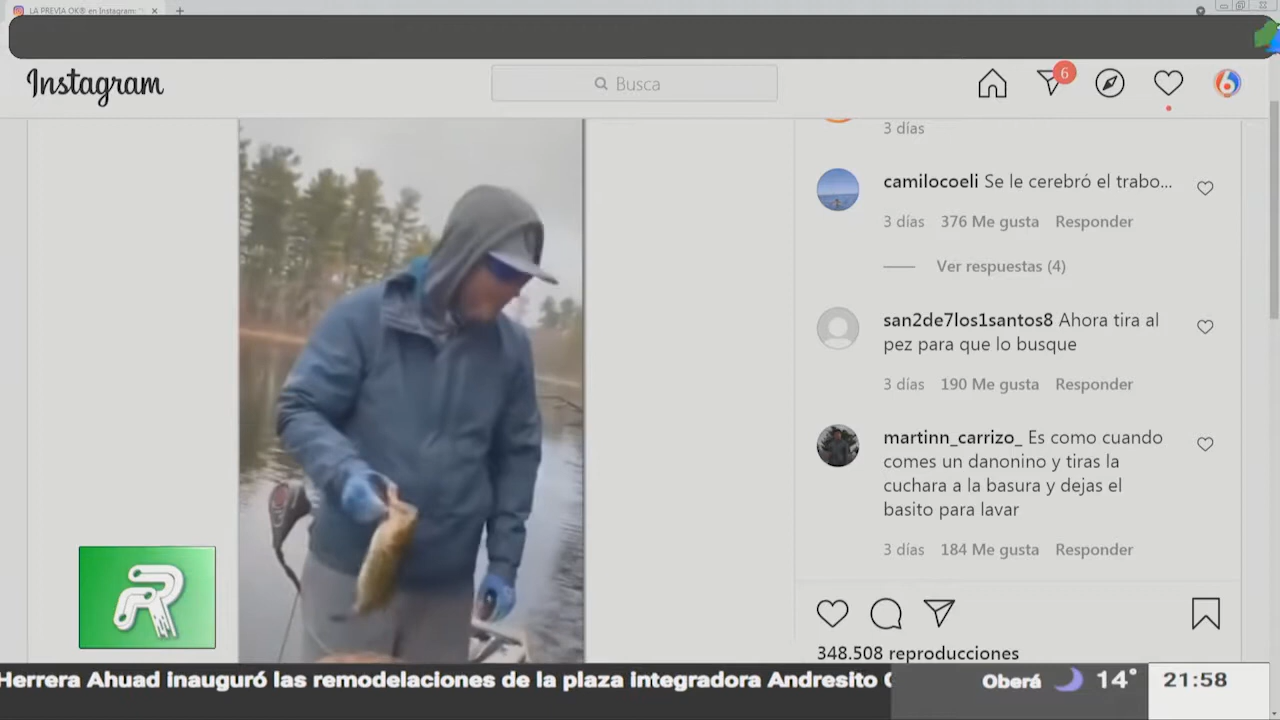 LA PREVIA OK® en Instagram: "
Instagram
Busca
6
6
3 días
camilocoeli Se le cerebró el trabo...
3 días 376 Me gusta Responder
Ver respuestas (4)
san2de7los1santos8 Ahora tira al
pez para que lo busque
3 días 190 Me gusta Responder
martinn_carrizo_ Es como cuando
comes un danonino y tiras la
cuchara a la basura y dejas el
basito para lavar
3 días 184 Me gusta Responder
348.508 reproducciones
R
Herrera Ahuad inauguró las remodelaciones de la plaza integradora Andresito
Oberá 14° 21:58